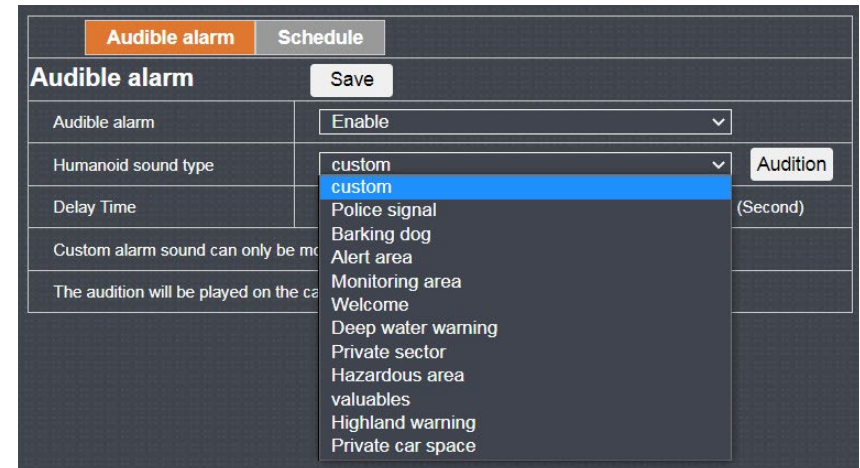 Audible alarm Schedule
Audible alarm Save
Audible alarm Enable
Humanoid sound type custom Audition
custom
Delay Time (Second)
Police signal
Barking dog
Custom alarm sound can only be
Alert area
Monitoring area
The audition will be played on the
Welcome
Deep water warning
Private sector
Hazardous area
valuables
Highland warning
Private car space